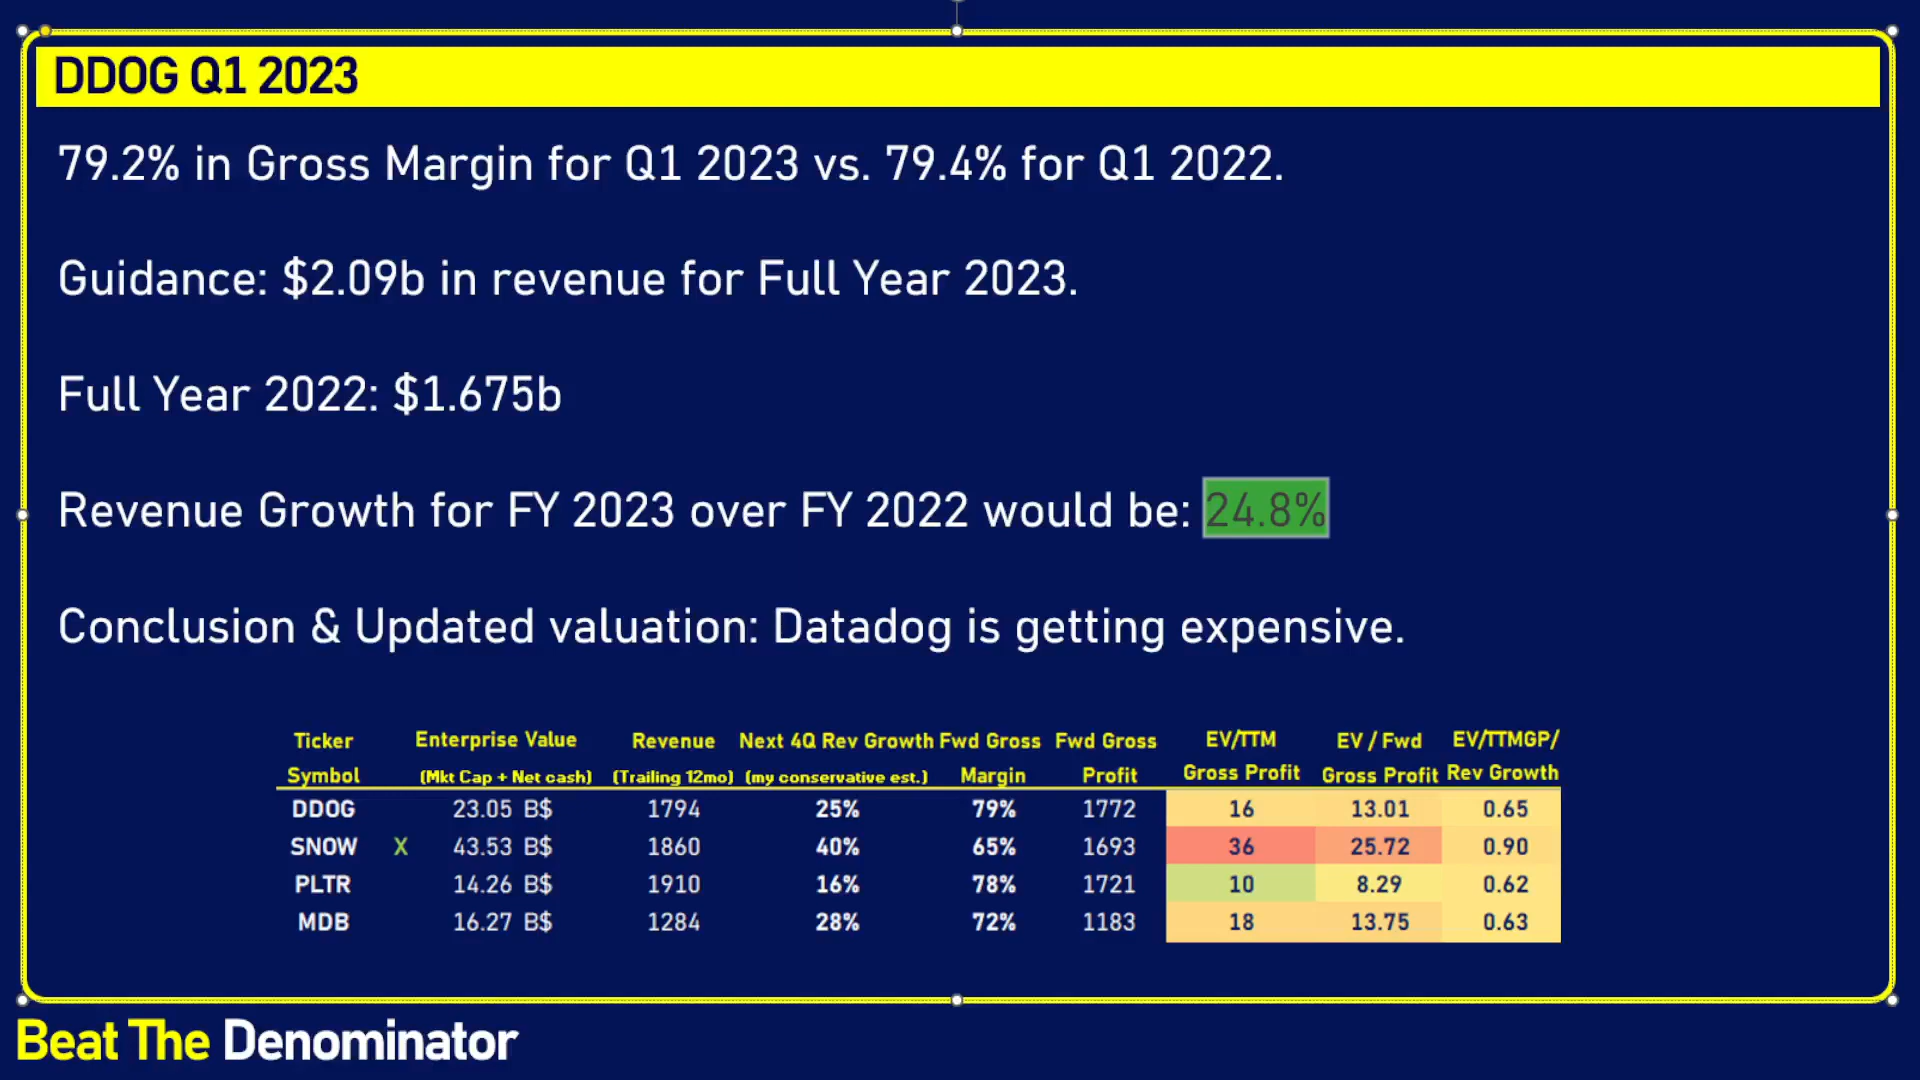 DDOG Q1 2023
79.2% in Gross Margin for Q1 2023 vs. 79.4% for Q1 2022.
Guidance: $2.09b in revenue for Full Year 2023.
Full Year 2022: $1.675b
Revenue Growth for FY 2023 over FY 2022 would be: 24.8%
Conclusion & Updated valuation: Datadog is getting expensive.
Ticker Enterprise Value Revenue Next 4Q Rev Growth Fwd Gross Fwd Gross EV/TTM EV / Fwd EV/TTMGP/
Symbol (Mkt Cap + Net cash) (Trailing 12mo) (my conservative est.) Margin Profit Gross Profit Gross Profit Rev Growth
DDOG 23.05 B$ 1794 25% 79% 1772 16 13.01 0.65
SNOW X 43.53 B$ 1860 40% 65% 1693 36 25.72 0.90
PLTR 14.26 B$ 1910 16% 78% 1721 10 8.29 0.62
MDB 16.27 B$ 1284 28% 72% 1183 18 13.75 0.63
Beat The Denominator